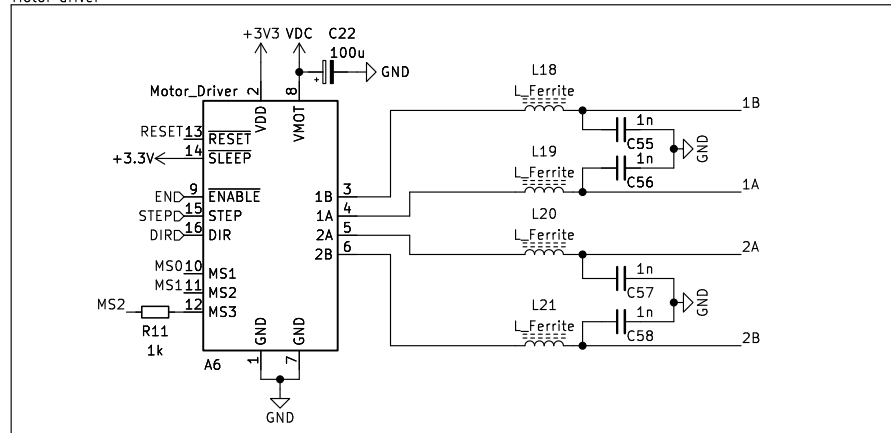 Motor driver
+3V3 VDC
C22
100u
GND
Motor_Driver
2
8
VDD
VMOT
RESET 13 RESET
+3.3V 14 SLEEP
EN 9 ENABLE
STEP 15 STEP
DIR 16 DIR
MS0 10 MS1
MS1 11 MS2
MS2 12 MS3
R11
1k
1B 3
1A 4
2A 5
2B 6
GND GND
1 7
A6
GND
L18
L_Ferrite
1B
1n
C55
1n
C56
GND
L19
L_Ferrite
1A
L20
L_Ferrite
2A
1n
C57
1n
C58
GND
L21
L_Ferrite
2B